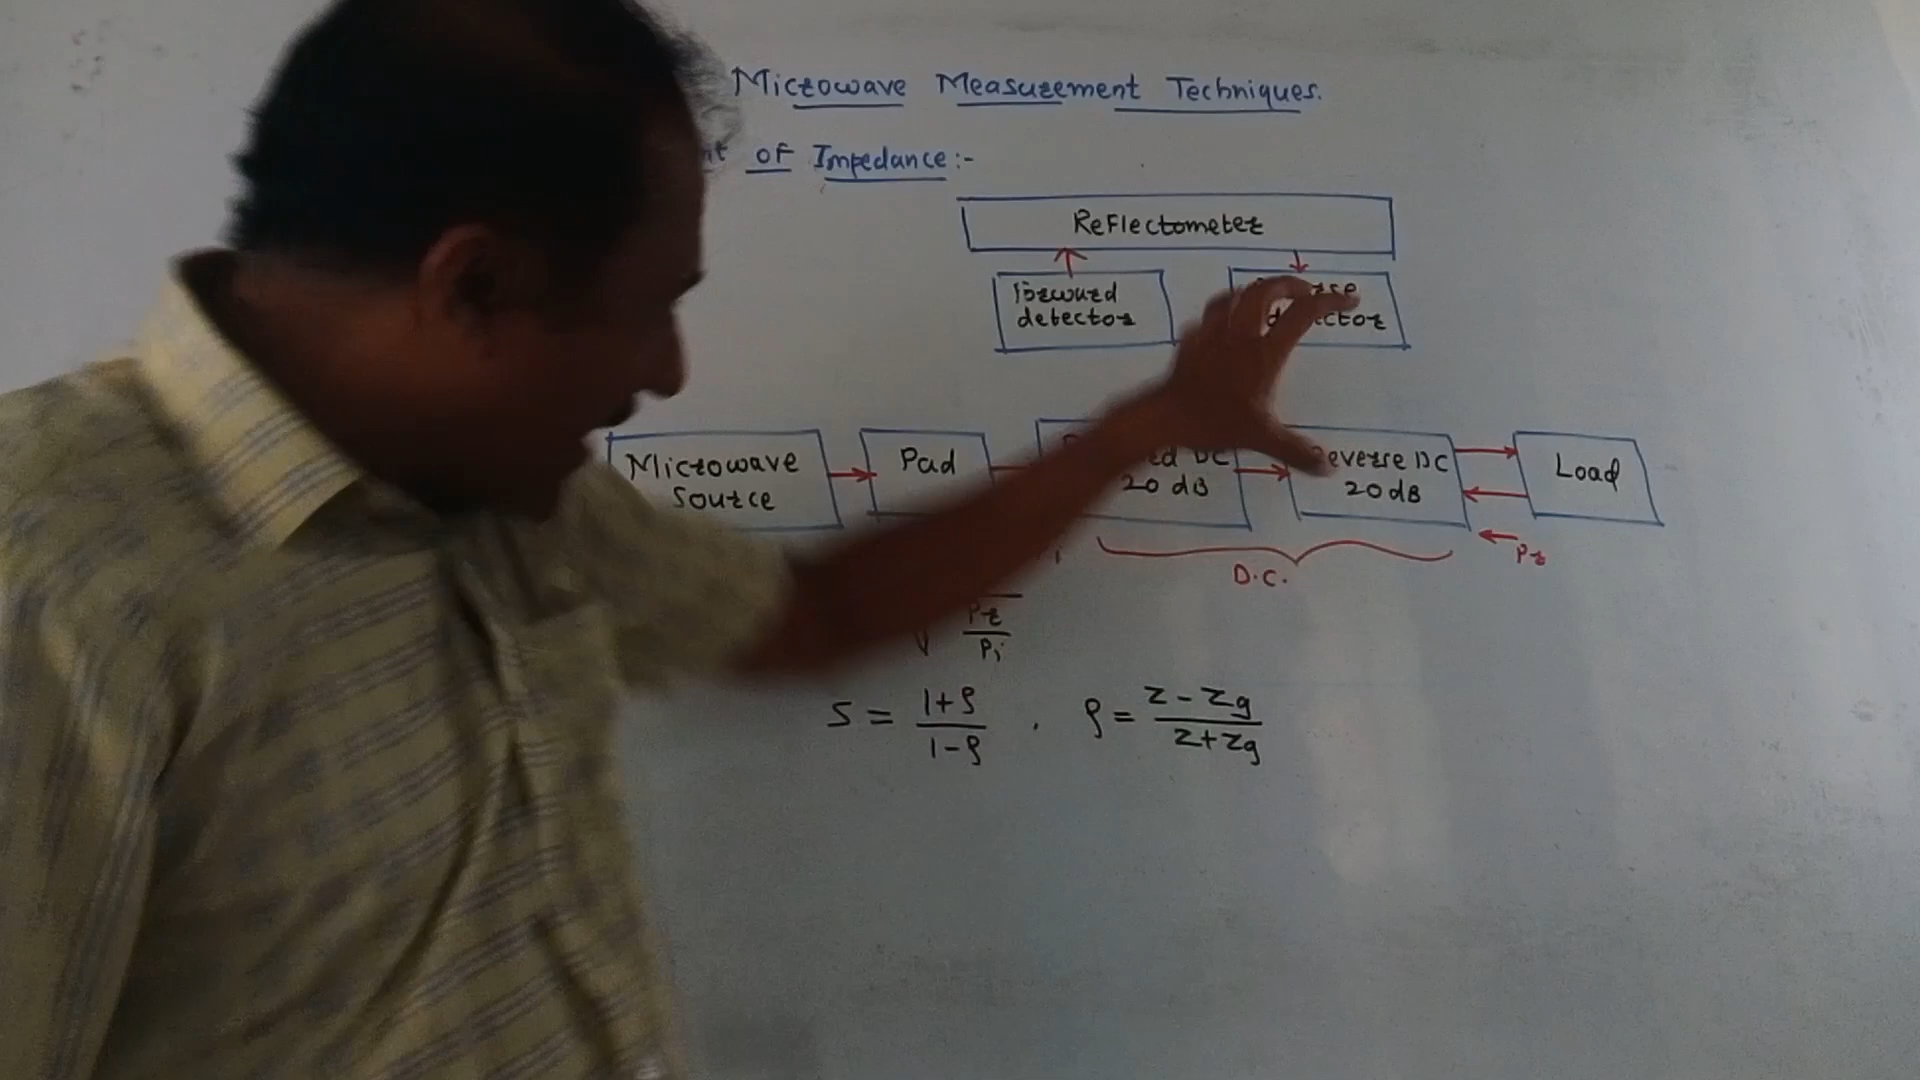 Microwave Measurement Techniques.
of Impedance:-
Reflectometer
Forward
detector
Microwave
Source
Pad
DC
20 dB
Reverse DC
20 dB
Load
D.C.
Pr
Pr
Pi
S = 1+ρ / 1-ρ , ρ = Z - Zg / Z + Zg